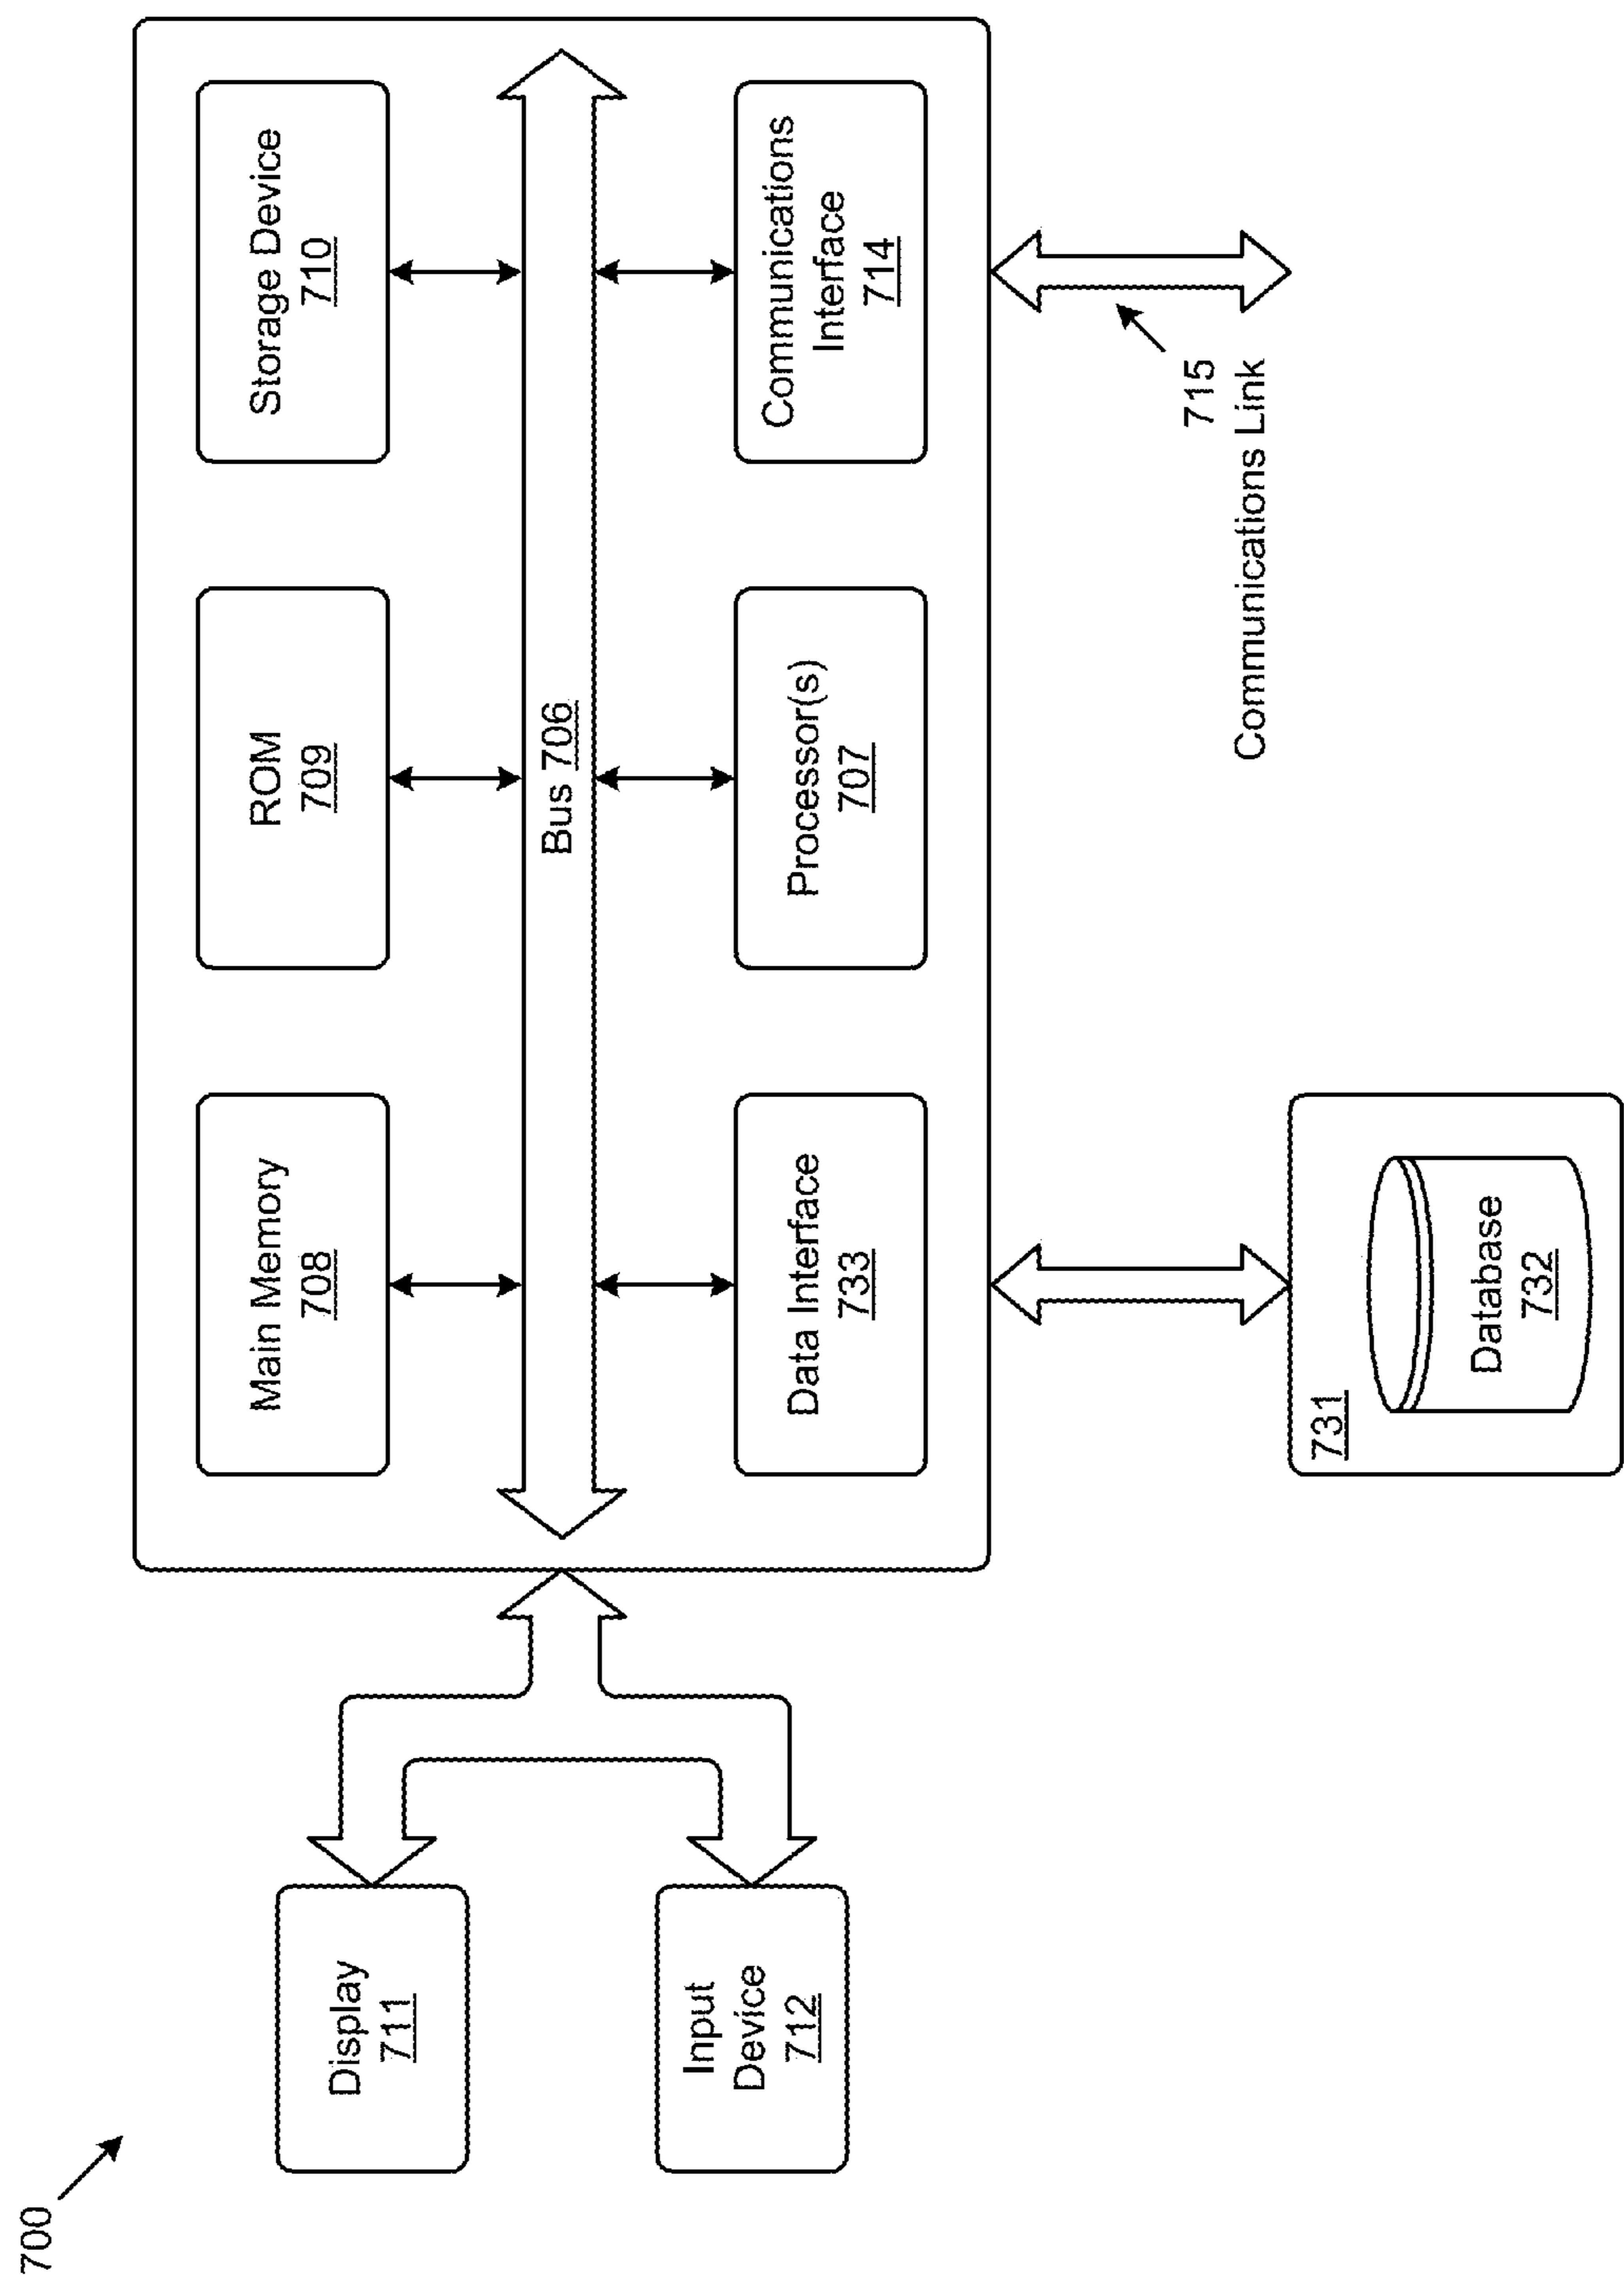 700
Display
711
Input
Device
712
Main Memory
708
ROM
709
Storage Device
710
Bus 706
Data Interface
733
Processor(s)
707
Communications
Interface
714
731
Database
732
715
Communications Link